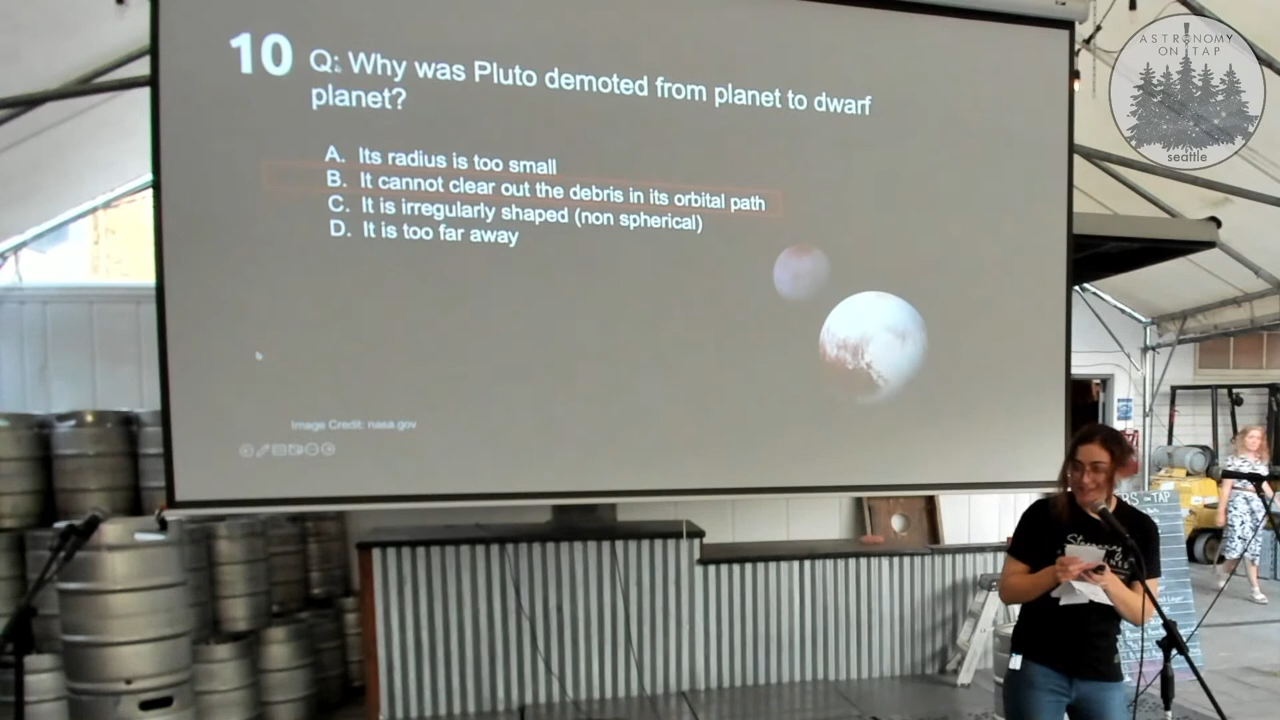 10 Q: Why was Pluto demoted from planet to dwarf
planet?
A. Its radius is too small
B. It cannot clear out the debris in its orbital path
C. It is irregularly shaped (non spherical)
D. It is too far away
Image Credit: nasa.gov
ASTRONOMY
ON TAP
seattle
ON TAP